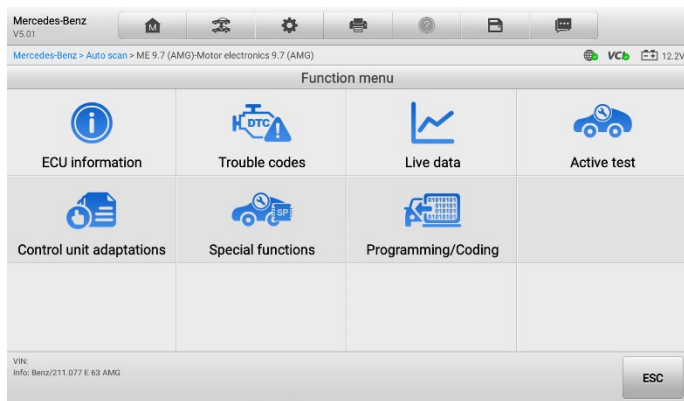 Mercedes-Benz
V5.01
M
Mercedes-Benz > Auto scan > ME 9.7 (AMG)-Motor electronics 9.7 (AMG)
VCI
12.2V
Function menu
ECU information
DTC
Trouble codes
Live data
Active test
Control unit adaptations
SP
Special functions
Programming/Coding
VIN:
Info: Benz/211.077 E 63 AMG
ESC